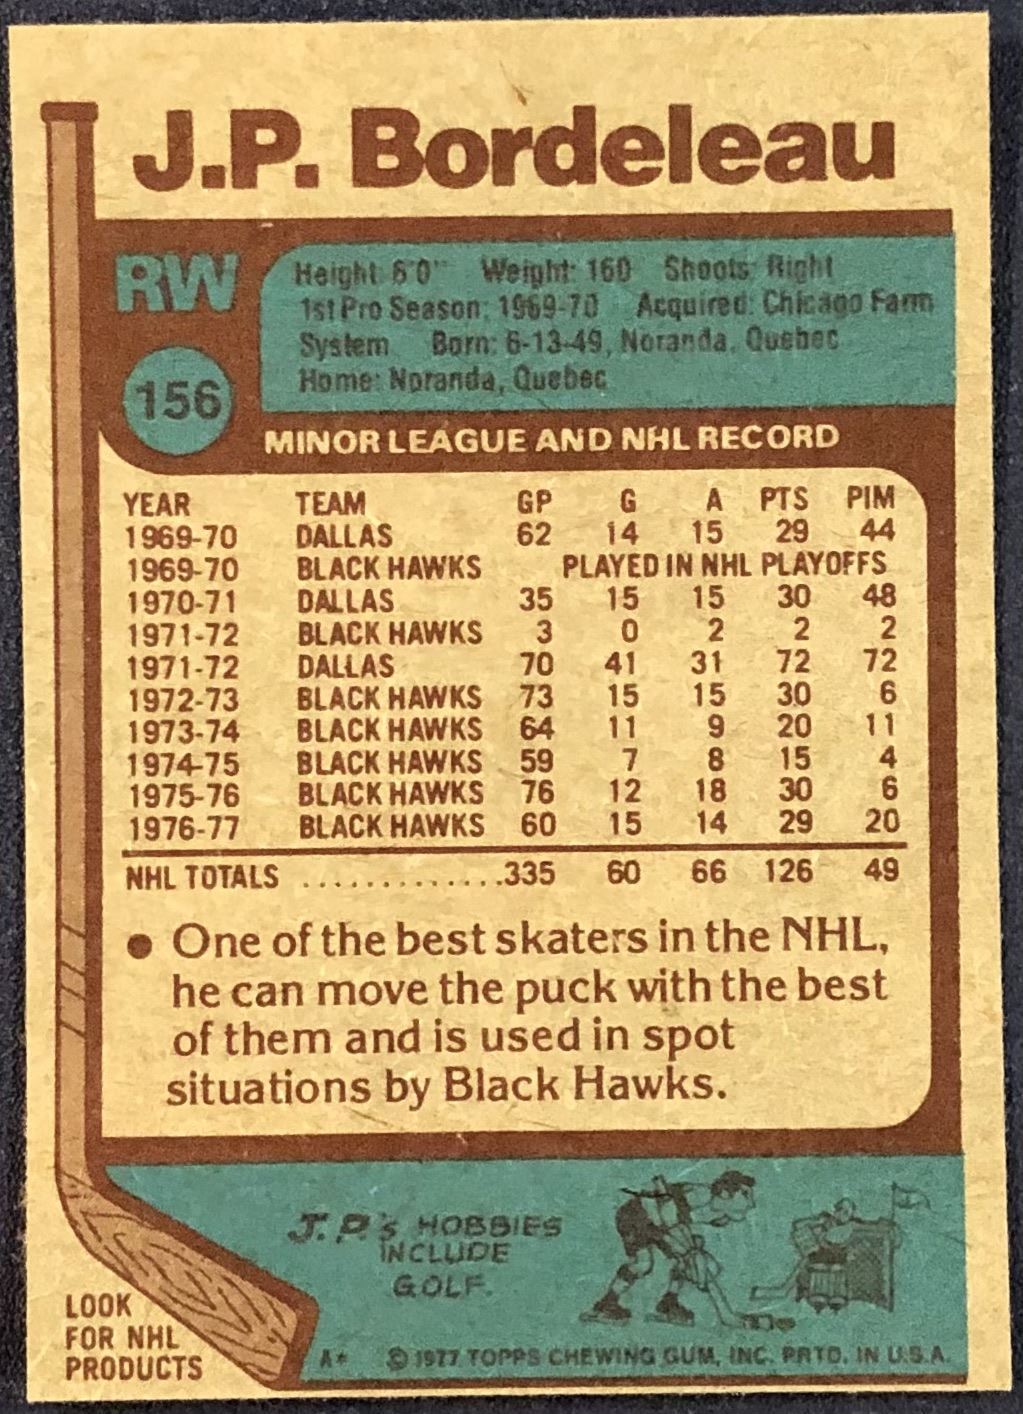 J.P. Bordeleau
RW
Height: 6'0" Weight: 160 Shoots: Right
1st Pro Season: 1969-70 Acquired: Chicago Farm
System Born: 6-13-49, Noranda, Quebec
Home: Noranda, Quebec
156
MINOR LEAGUE AND NHL RECORD
YEAR TEAM GP G A PTS PIM
1969-70 DALLAS 62 14 15 29 44
1969-70 BLACK HAWKS PLAYED IN NHL PLAYOFFS
1970-71 DALLAS 35 15 15 30 48
1971-72 BLACK HAWKS 3 0 2 2 2
1971-72 DALLAS 70 41 31 72 72
1972-73 BLACK HAWKS 73 15 15 30 6
1973-74 BLACK HAWKS 64 11 9 20 11
1974-75 BLACK HAWKS 59 7 8 15 4
1975-76 BLACK HAWKS 76 12 18 30 6
1976-77 BLACK HAWKS 60 15 14 29 20
NHL TOTALS .............335 60 66 126 49
● One of the best skaters in the NHL,
he can move the puck with the best
of them and is used in spot
situations by Black Hawks.
J.P.'s HOBBIES
INCLUDE
GOLF.
LOOK
FOR NHL
PRODUCTS
A* © 1977 TOPPS CHEWING GUM, INC. PRTD. IN U.S.A.